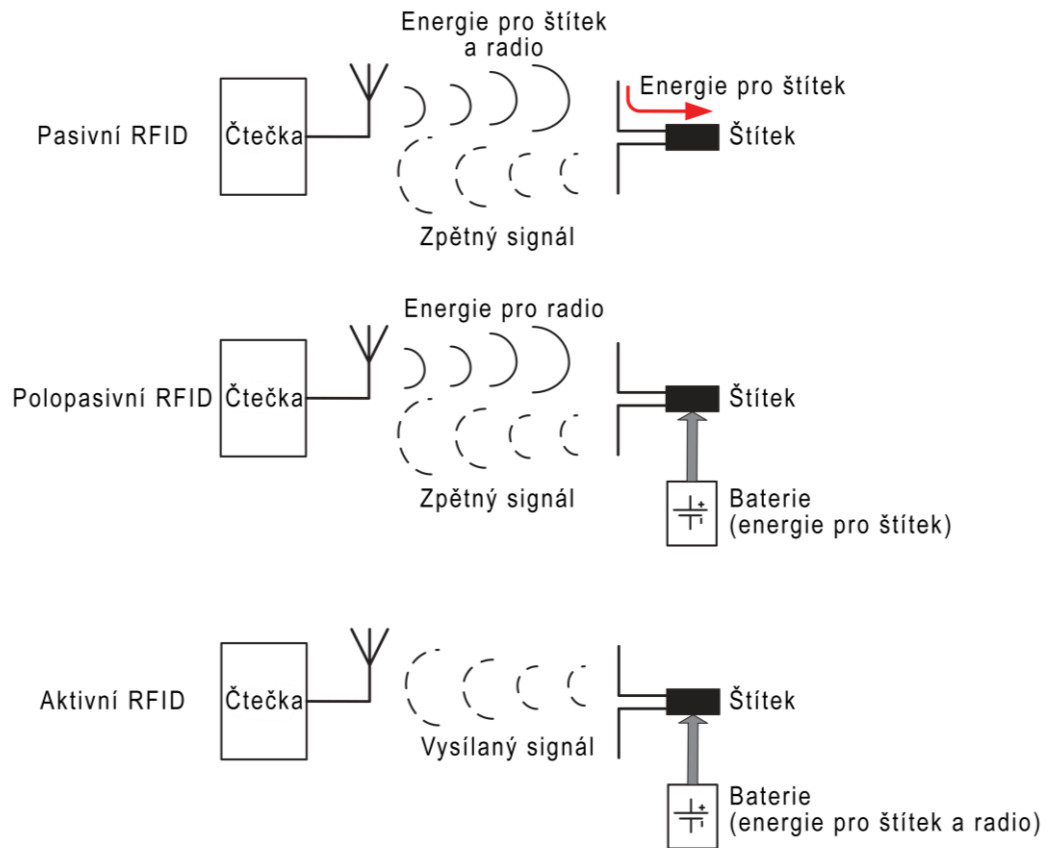 Energie pro štítek
a radio
Energie pro štítek
Pasivní RFID
Čtečka
Štítek
Zpětný signál
Energie pro radio
Polopasivní RFID
Čtečka
Štítek
Zpětný signál
Baterie
(energie pro štítek)
Aktivní RFID
Čtečka
Štítek
Vysílaný signál
Baterie
(energie pro štítek a radio)